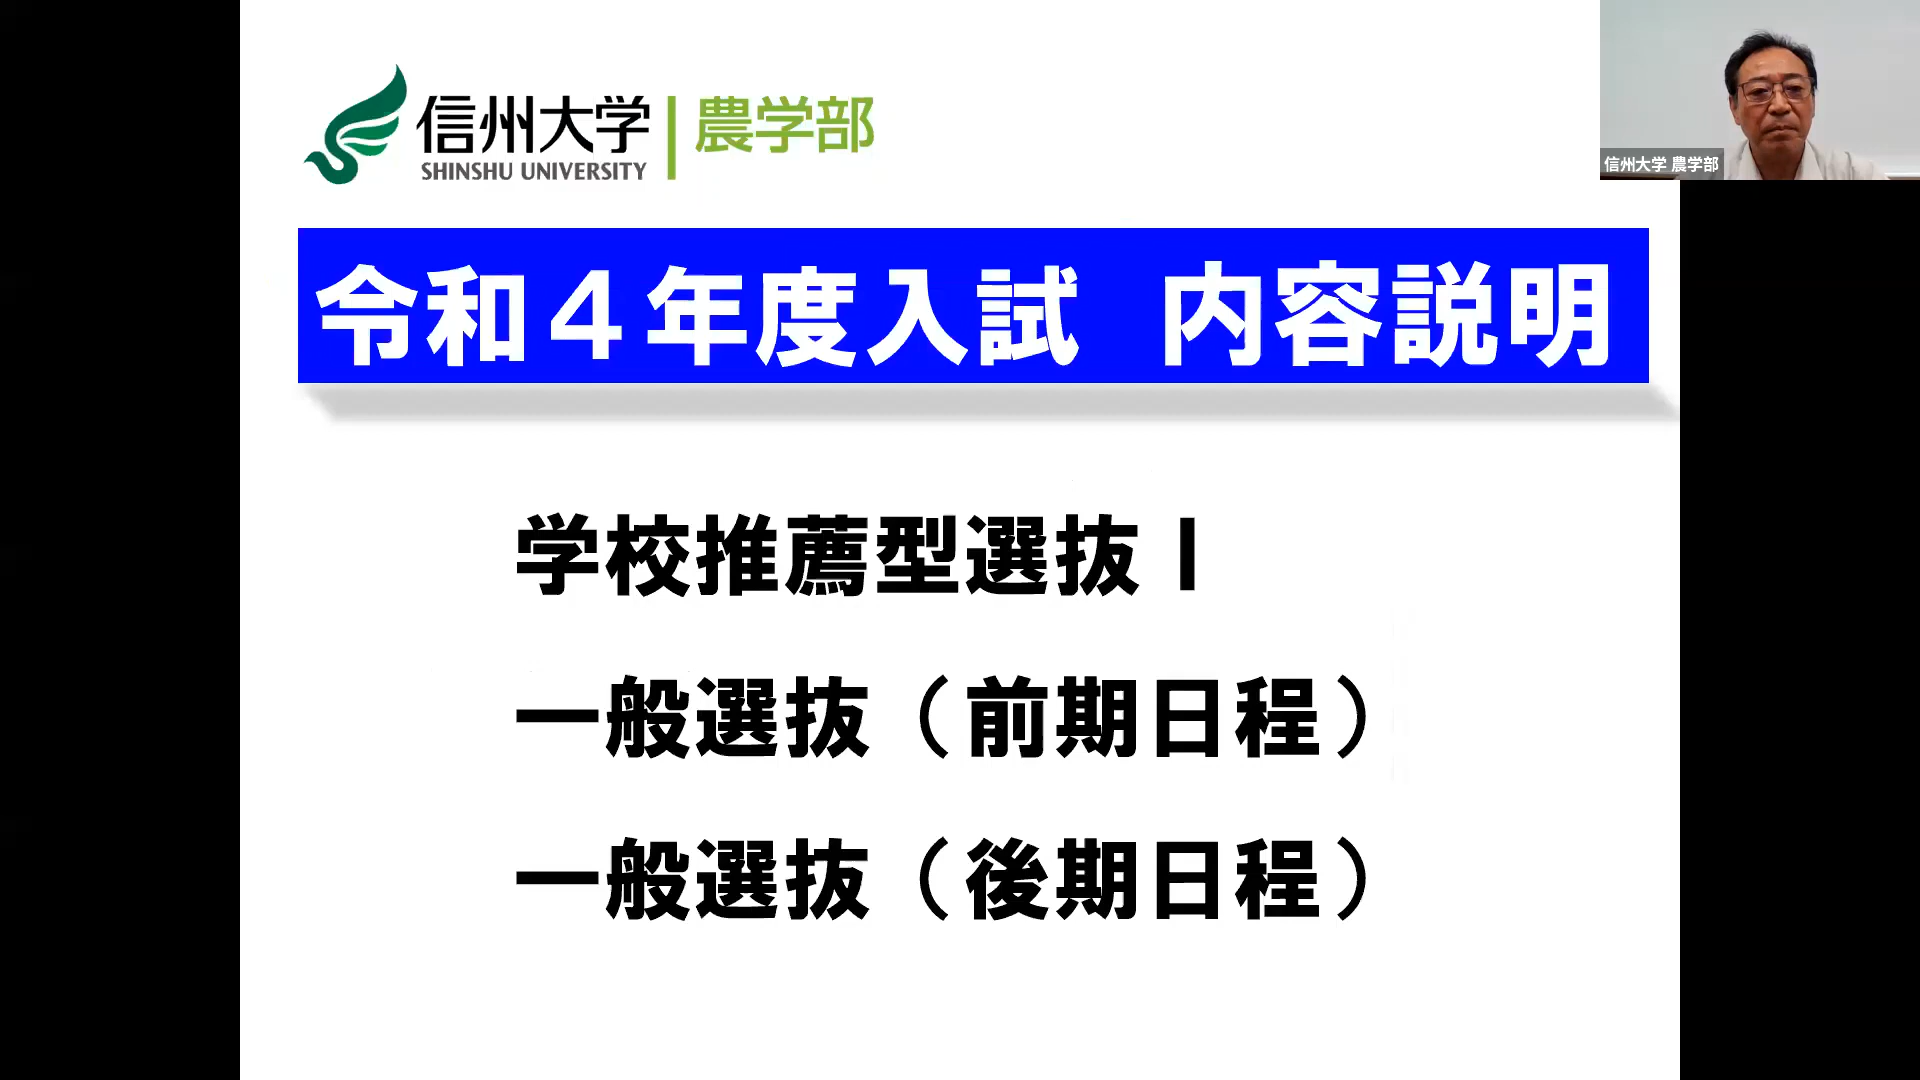 信州大学 | 農学部
SHINSHU UNIVERSITY
信州大学 農学部
令和４年度入試 内容説明
学校推薦型選抜Ⅰ
一般選抜（前期日程）
一般選抜（後期日程）